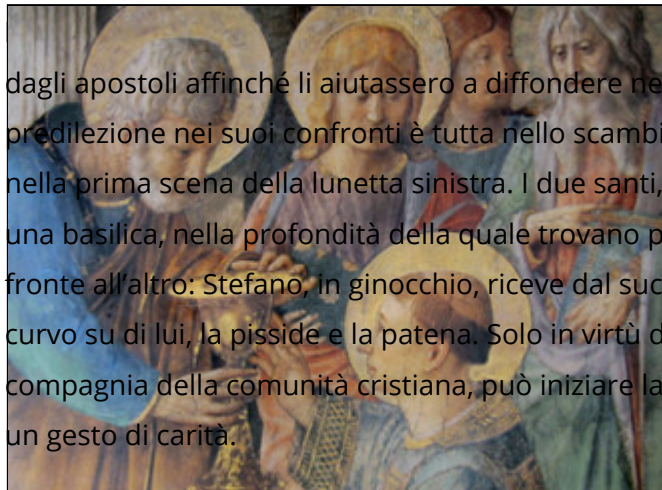 dagli apostoli affinché li aiutassero a diffondere ne
predilezione nei suoi confronti è tutta nello scambi
nella prima scena della lunetta sinistra. I due santi,
una basilica, nella profondità della quale trovano p
fronte all'altro: Stefano, in ginocchio, riceve dal suc
curvo su di lui, la pisside e la patena. Solo in virtù d
compagnia della comunità cristiana, può iniziare la
un gesto di carità.